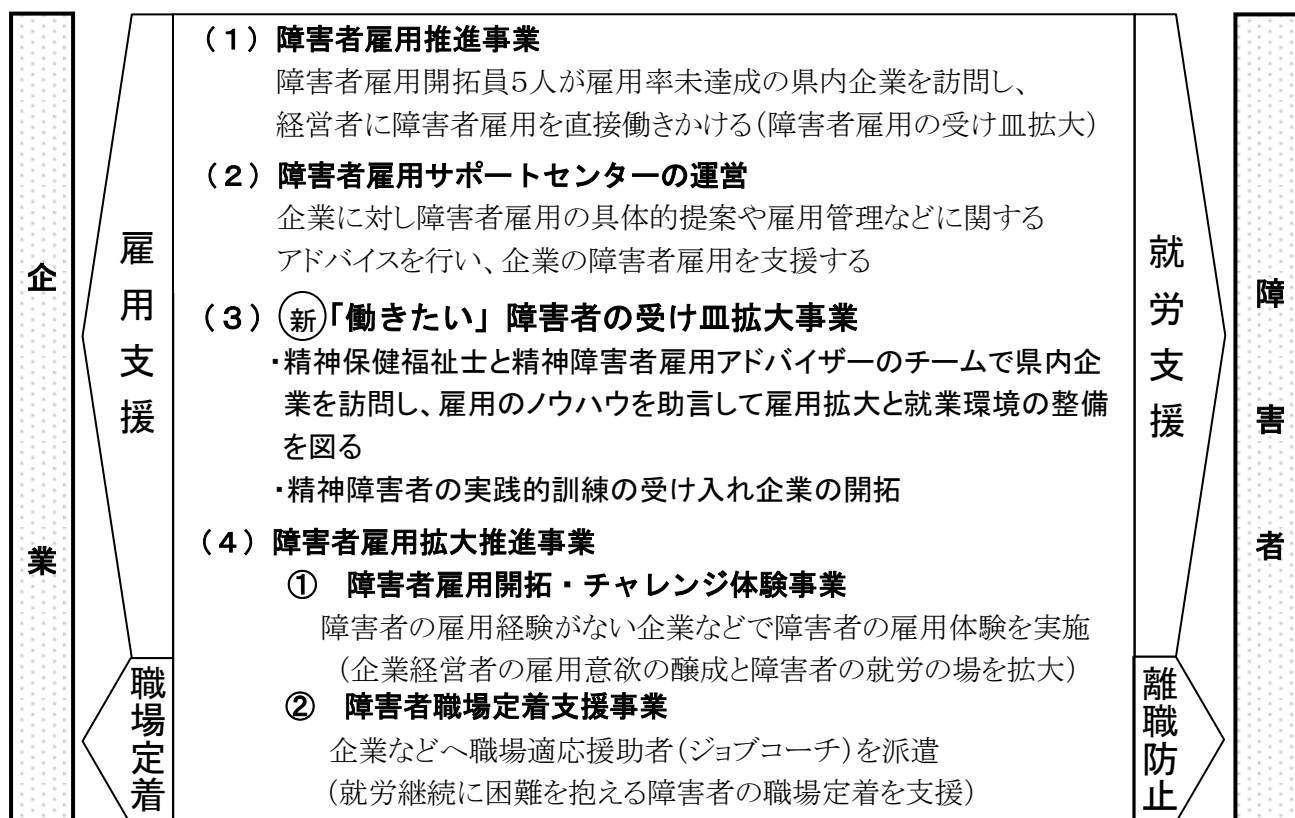 企業
雇用支援
職場定着
（１）障害者雇用推進事業
障害者雇用開拓員５人が雇用率未達成の県内企業を訪問し、
経営者に障害者雇用を直接働きかける（障害者雇用の受け皿拡大）
（２）障害者雇用サポートセンターの運営
企業に対し障害者雇用の具体的提案や雇用管理などに関する
アドバイスを行い、企業の障害者雇用を支援する
（３）新「働きたい」障害者の受け皿拡大事業
・精神保健福祉士と精神障害者雇用アドバイザーのチームで県内企
業を訪問し、雇用のノウハウを助言して雇用拡大と就業環境の整備
を図る
・精神障害者の実践的訓練の受け入れ企業の開拓
（４）障害者雇用拡大推進事業
①　障害者雇用開拓・チャレンジ体験事業
障害者の雇用経験がない企業などで障害者の雇用体験を実施
（企業経営者の雇用意欲の醸成と障害者の就労の場を拡大）
②　障害者職場定着支援事業
企業などへ職場適応援助者（ジョブコーチ）を派遣
（就労継続に困難を抱える障害者の職場定着を支援）
就労支援
離職防止
障害者